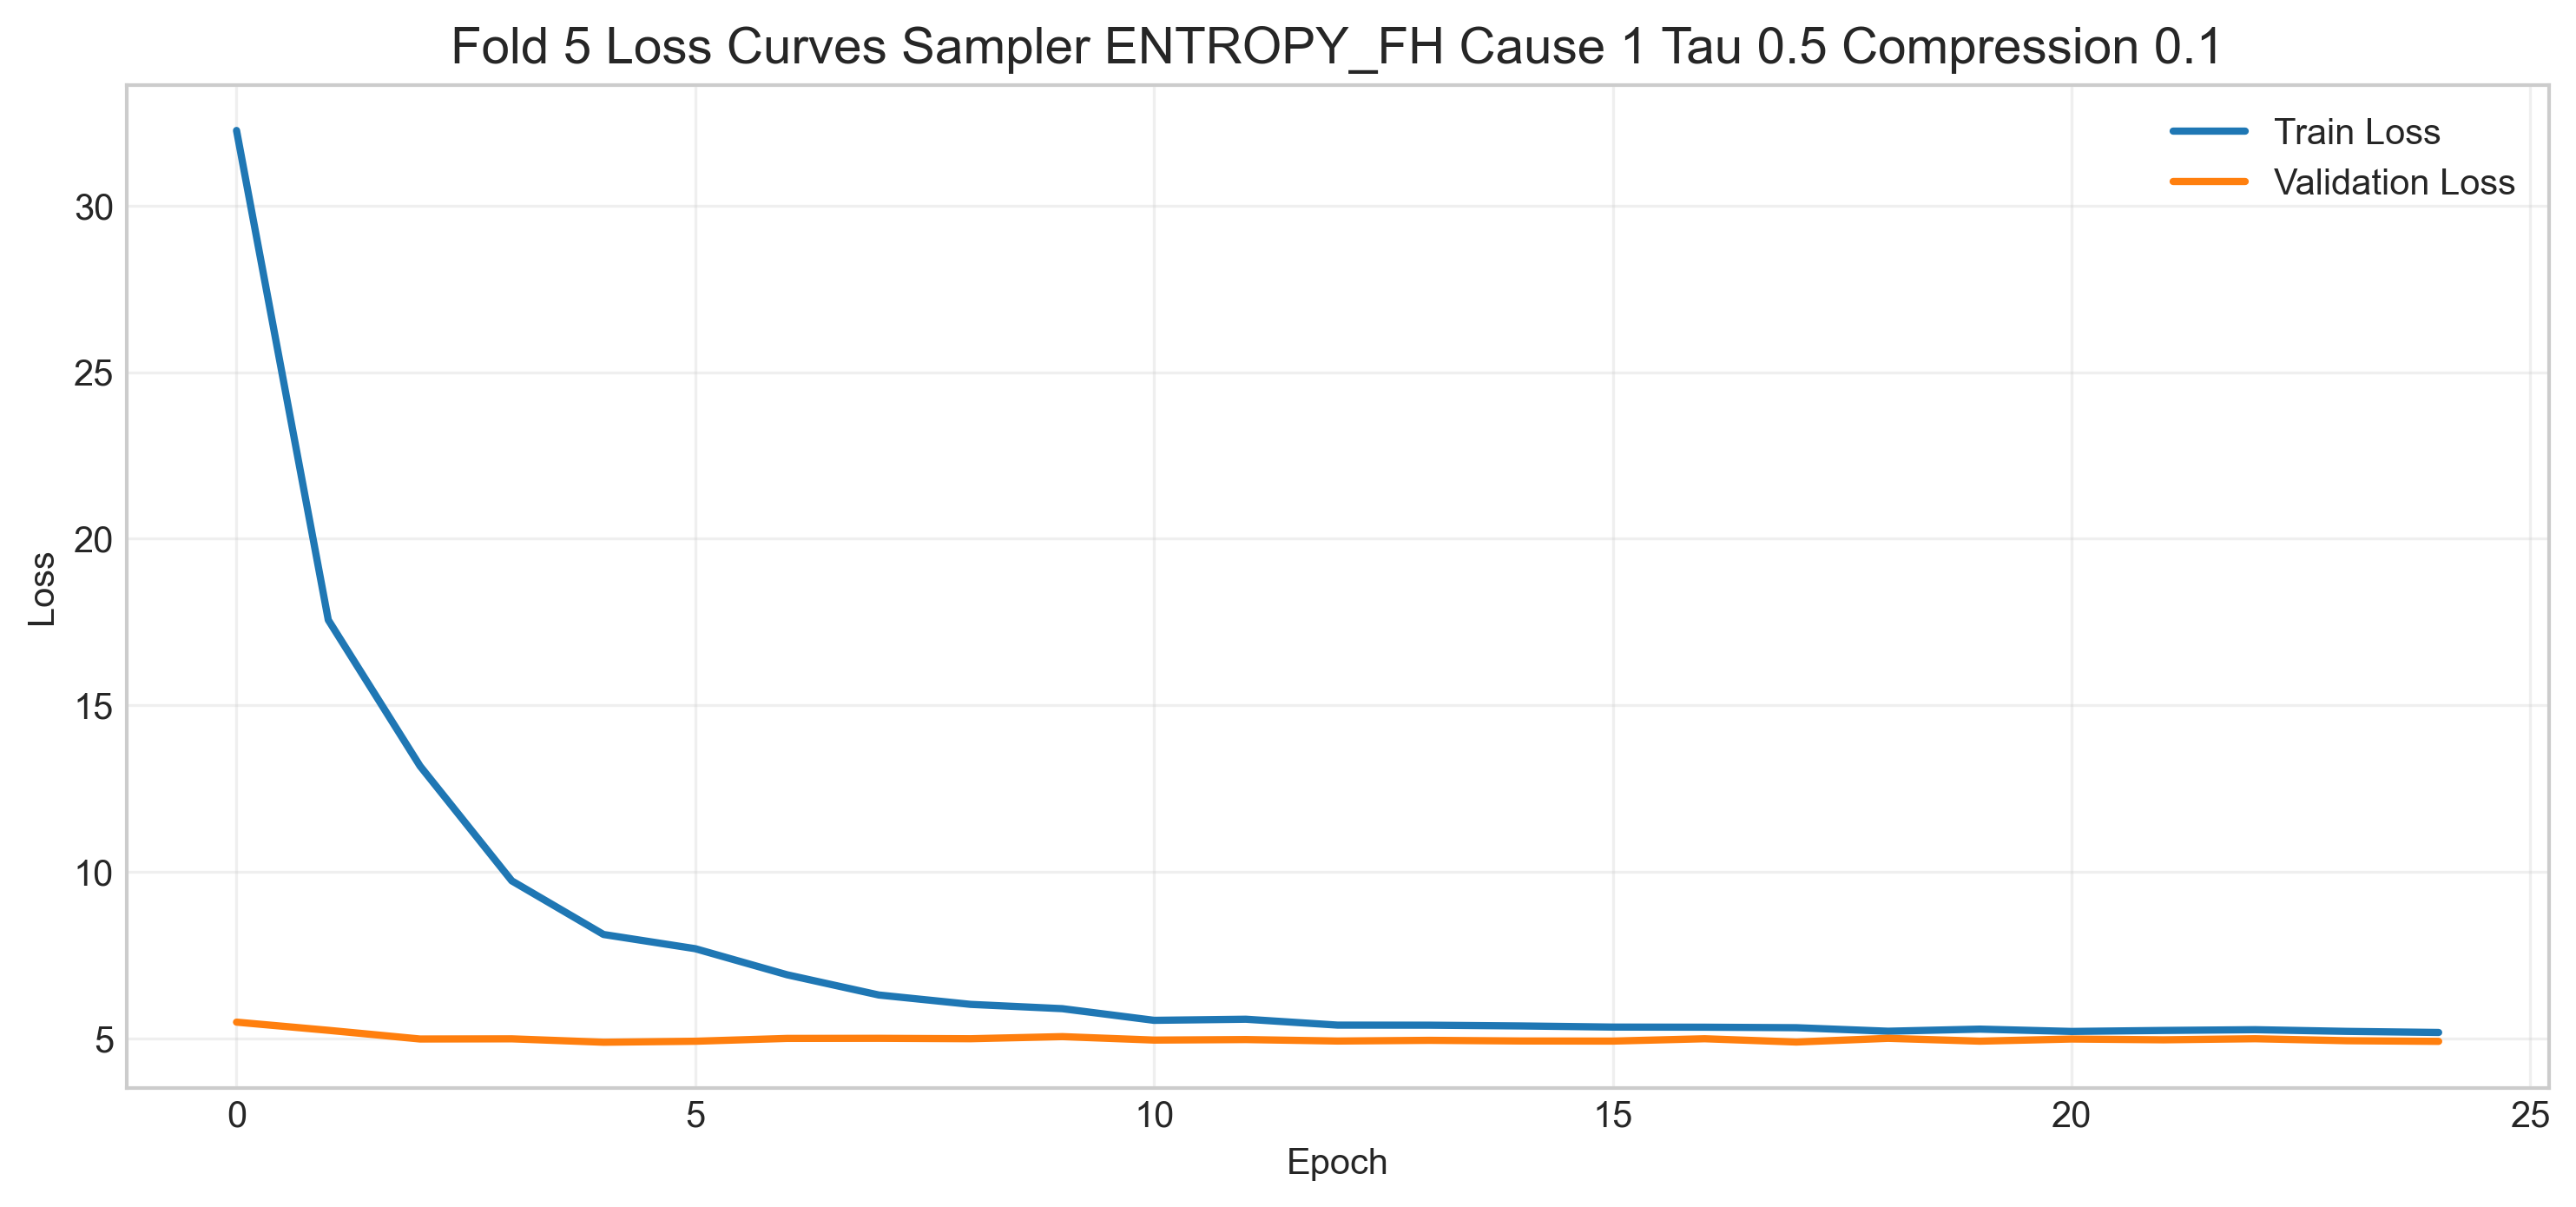 Fold 5 Loss Curves Sampler ENTROPY_FH Cause 1 Tau 0.5 Compression 0.1
Train Loss
Validation Loss
30
25
20
15
10
5
Loss
0 5 10 15 20 25
Epoch